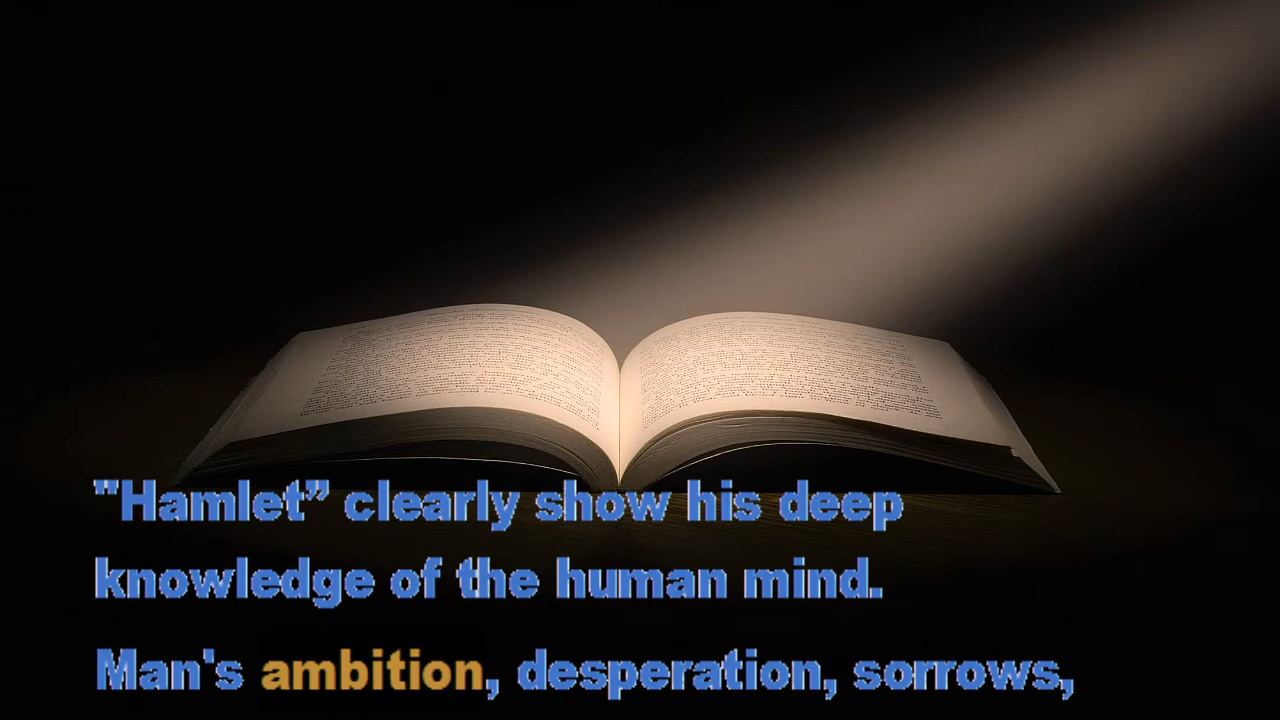 "Hamlet” clearly show his deep
knowledge of the human mind.
Man's ambition, desperation, sorrows,